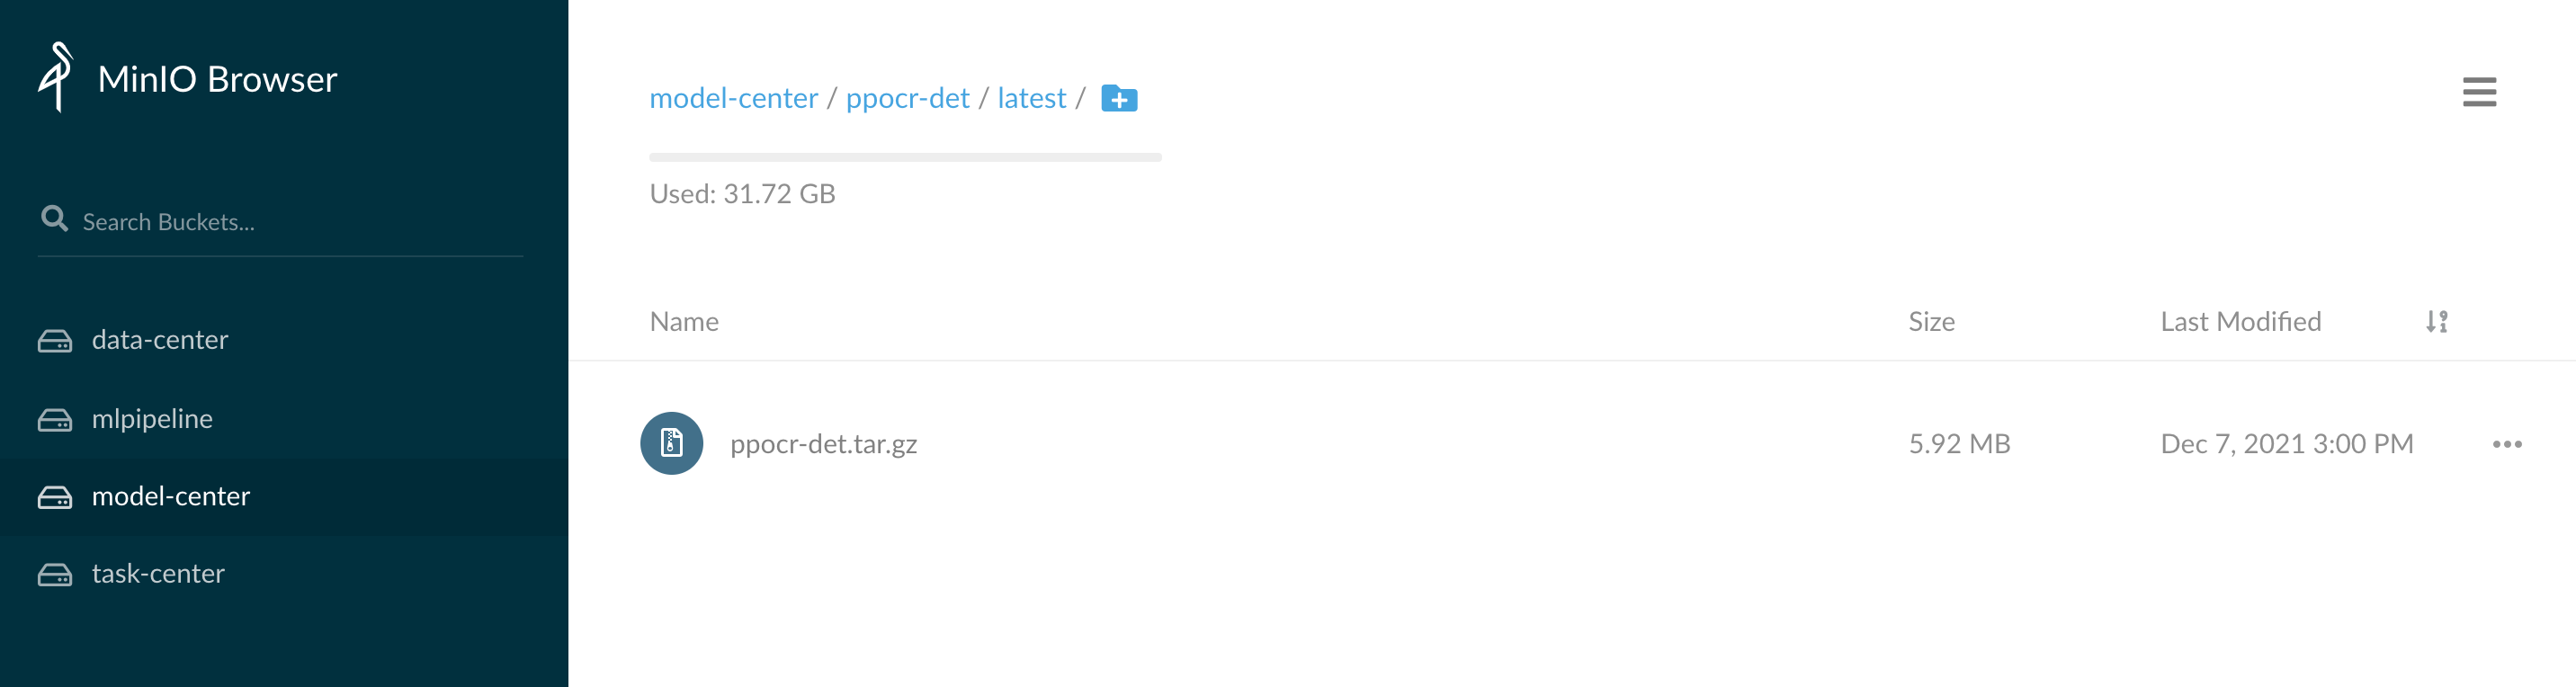 MinIO Browser
Search Buckets...
data-center
mlpipeline
model-center
task-center
model-center / ppocr-det / latest /
Used: 31.72 GB
Name Size Last Modified
ppocr-det.tar.gz 5.92 MB Dec 7, 2021 3:00 PM